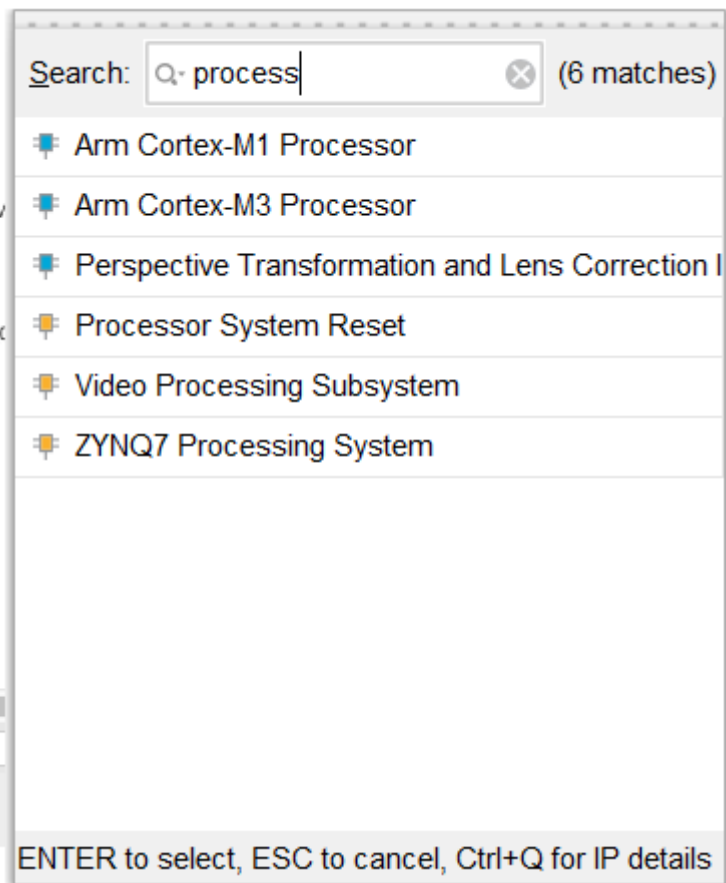 Search: process (6 matches)
Arm Cortex-M1 Processor
Arm Cortex-M3 Processor
Perspective Transformation and Lens Correction
Processor System Reset
Video Processing Subsystem
ZYNQ7 Processing System
ENTER to select, ESC to cancel, Ctrl+Q for IP details